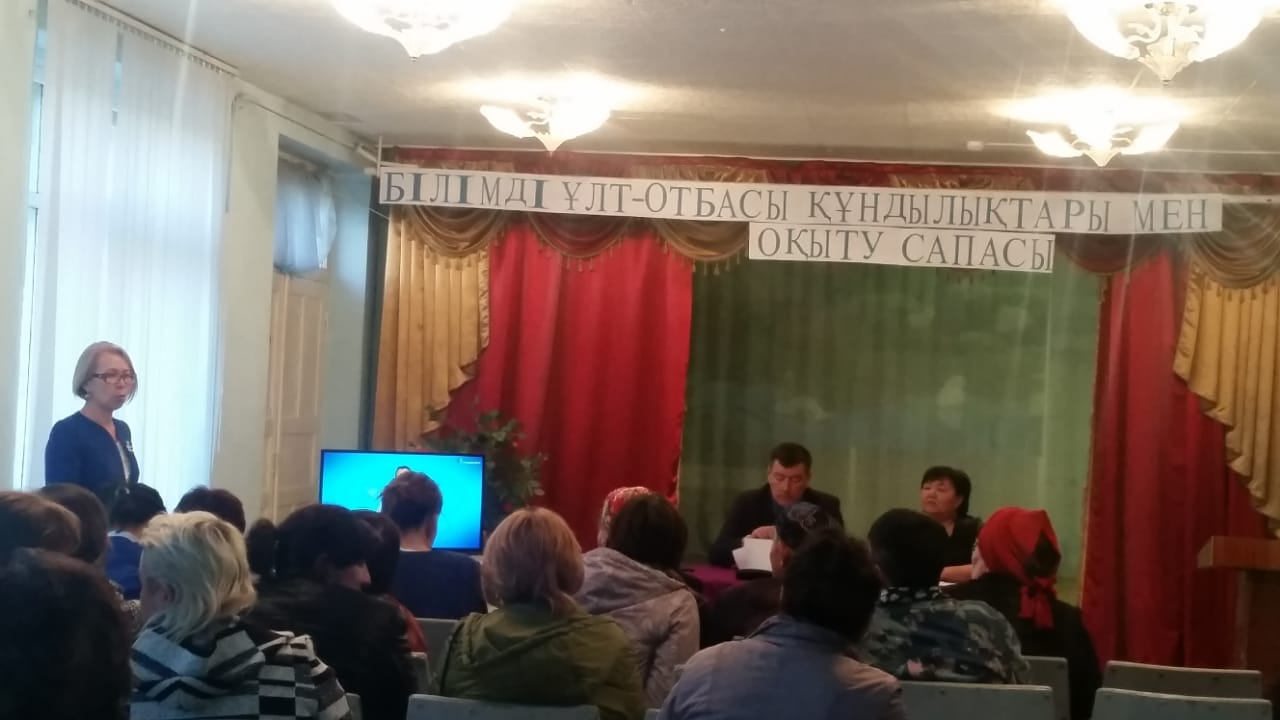 БІЛІМДІ ҰЛТ-ОТБАСЫ ҚҰНДЫЛЫҚТАРЫ МЕН
ОҚЫТУ САПАСЫ